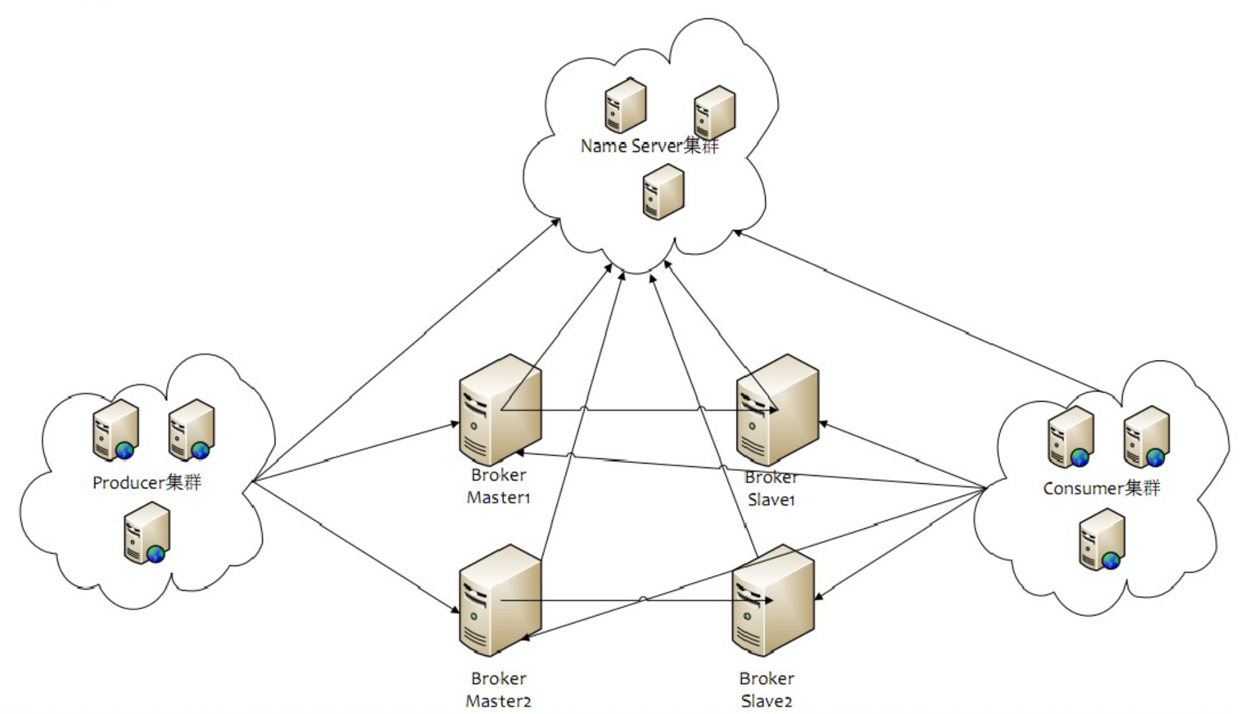 Name Server集群
Producer集群
Broker
Master1
Broker
Slave1
Consumer集群
Broker
Master2
Broker
Slave2